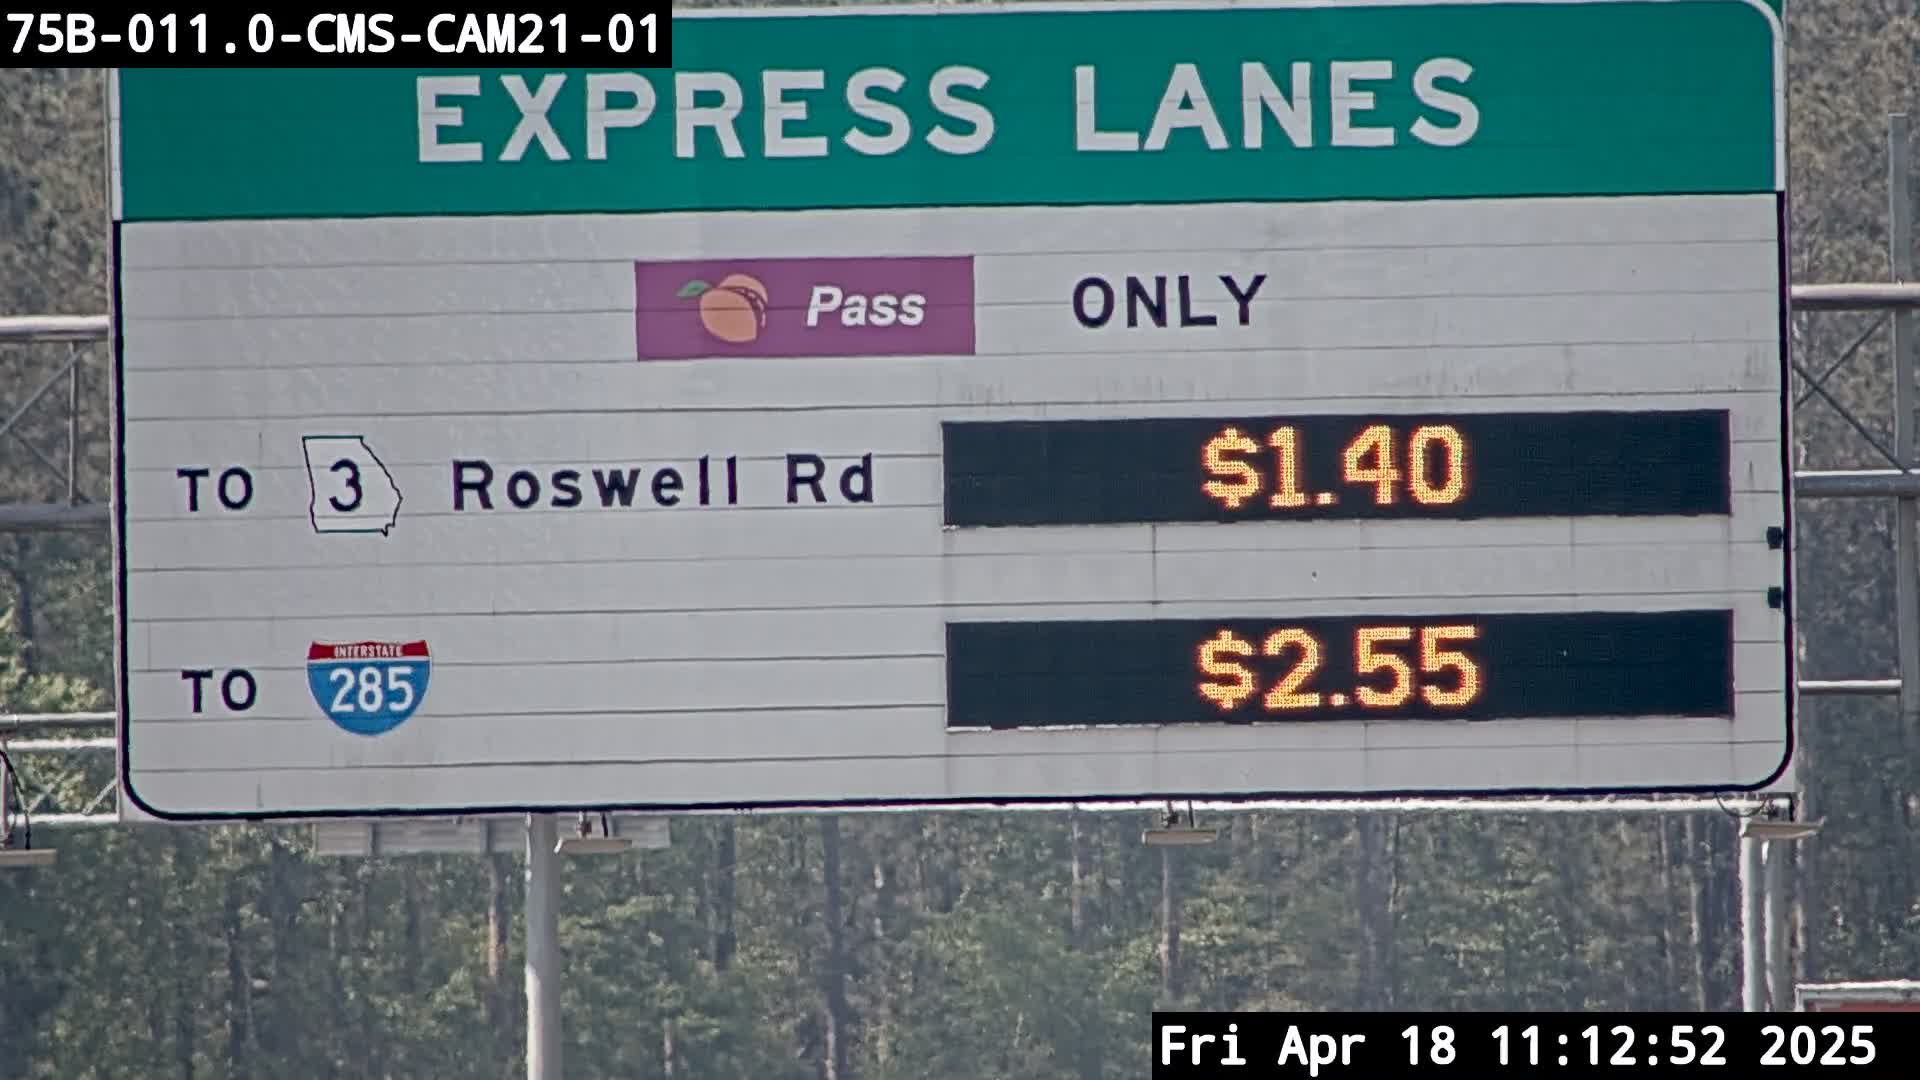 75B-011.0-CMS-CAM21-01
EXPRESS LANES
Pass ONLY
TO 3 Roswell Rd $1.40
INTERSTATE
TO 285 $2.55
Fri Apr 18 11:12:52 2025